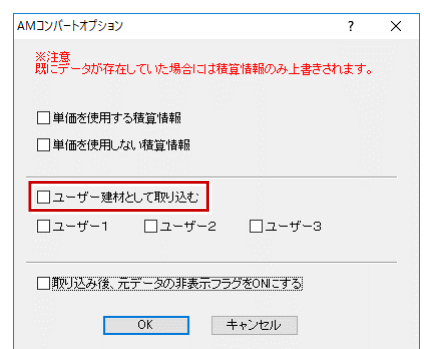 AMコンバートオプション
?
×
※注意
既にデータが存在していた場合には積算情報のみ上書きされます。
単価を使用する積算情報
単価を使用しない積算情報
ユーザー建材として取り込む
ユーザー1 ユーザー2 ユーザー3
取り込み後、元データの非表示フラグをONにする
OK キャンセル